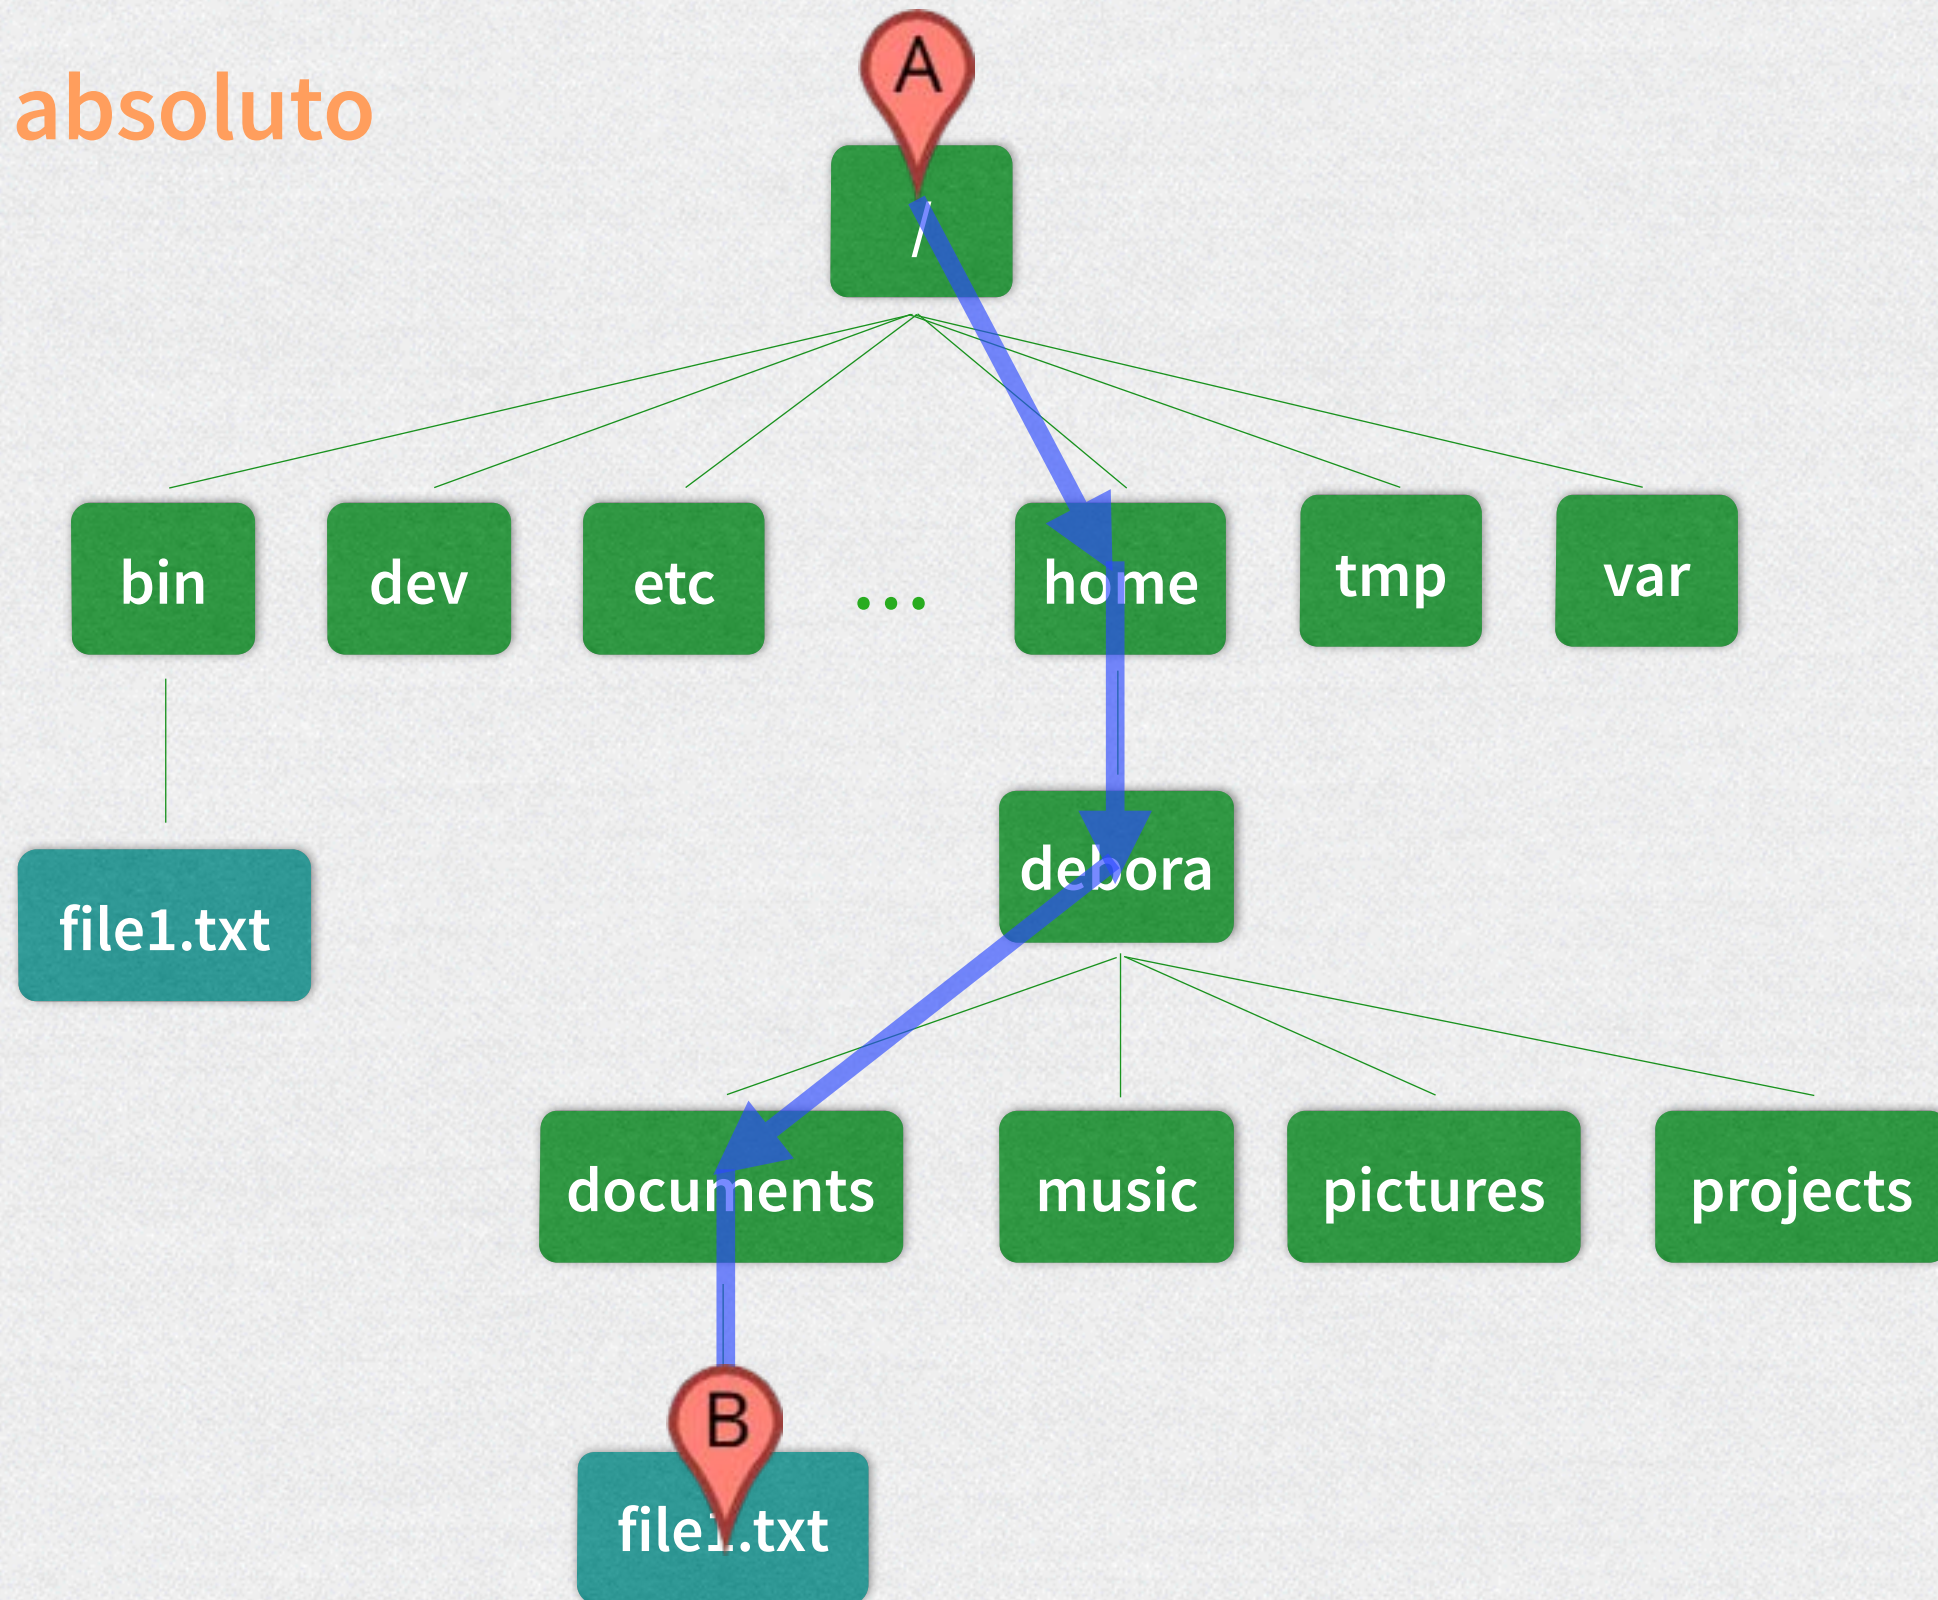 A
absoluto
/
bin
dev
etc
...
home
tmp
var
debora
file1.txt
documents
music
pictures
projects
B
file1.txt